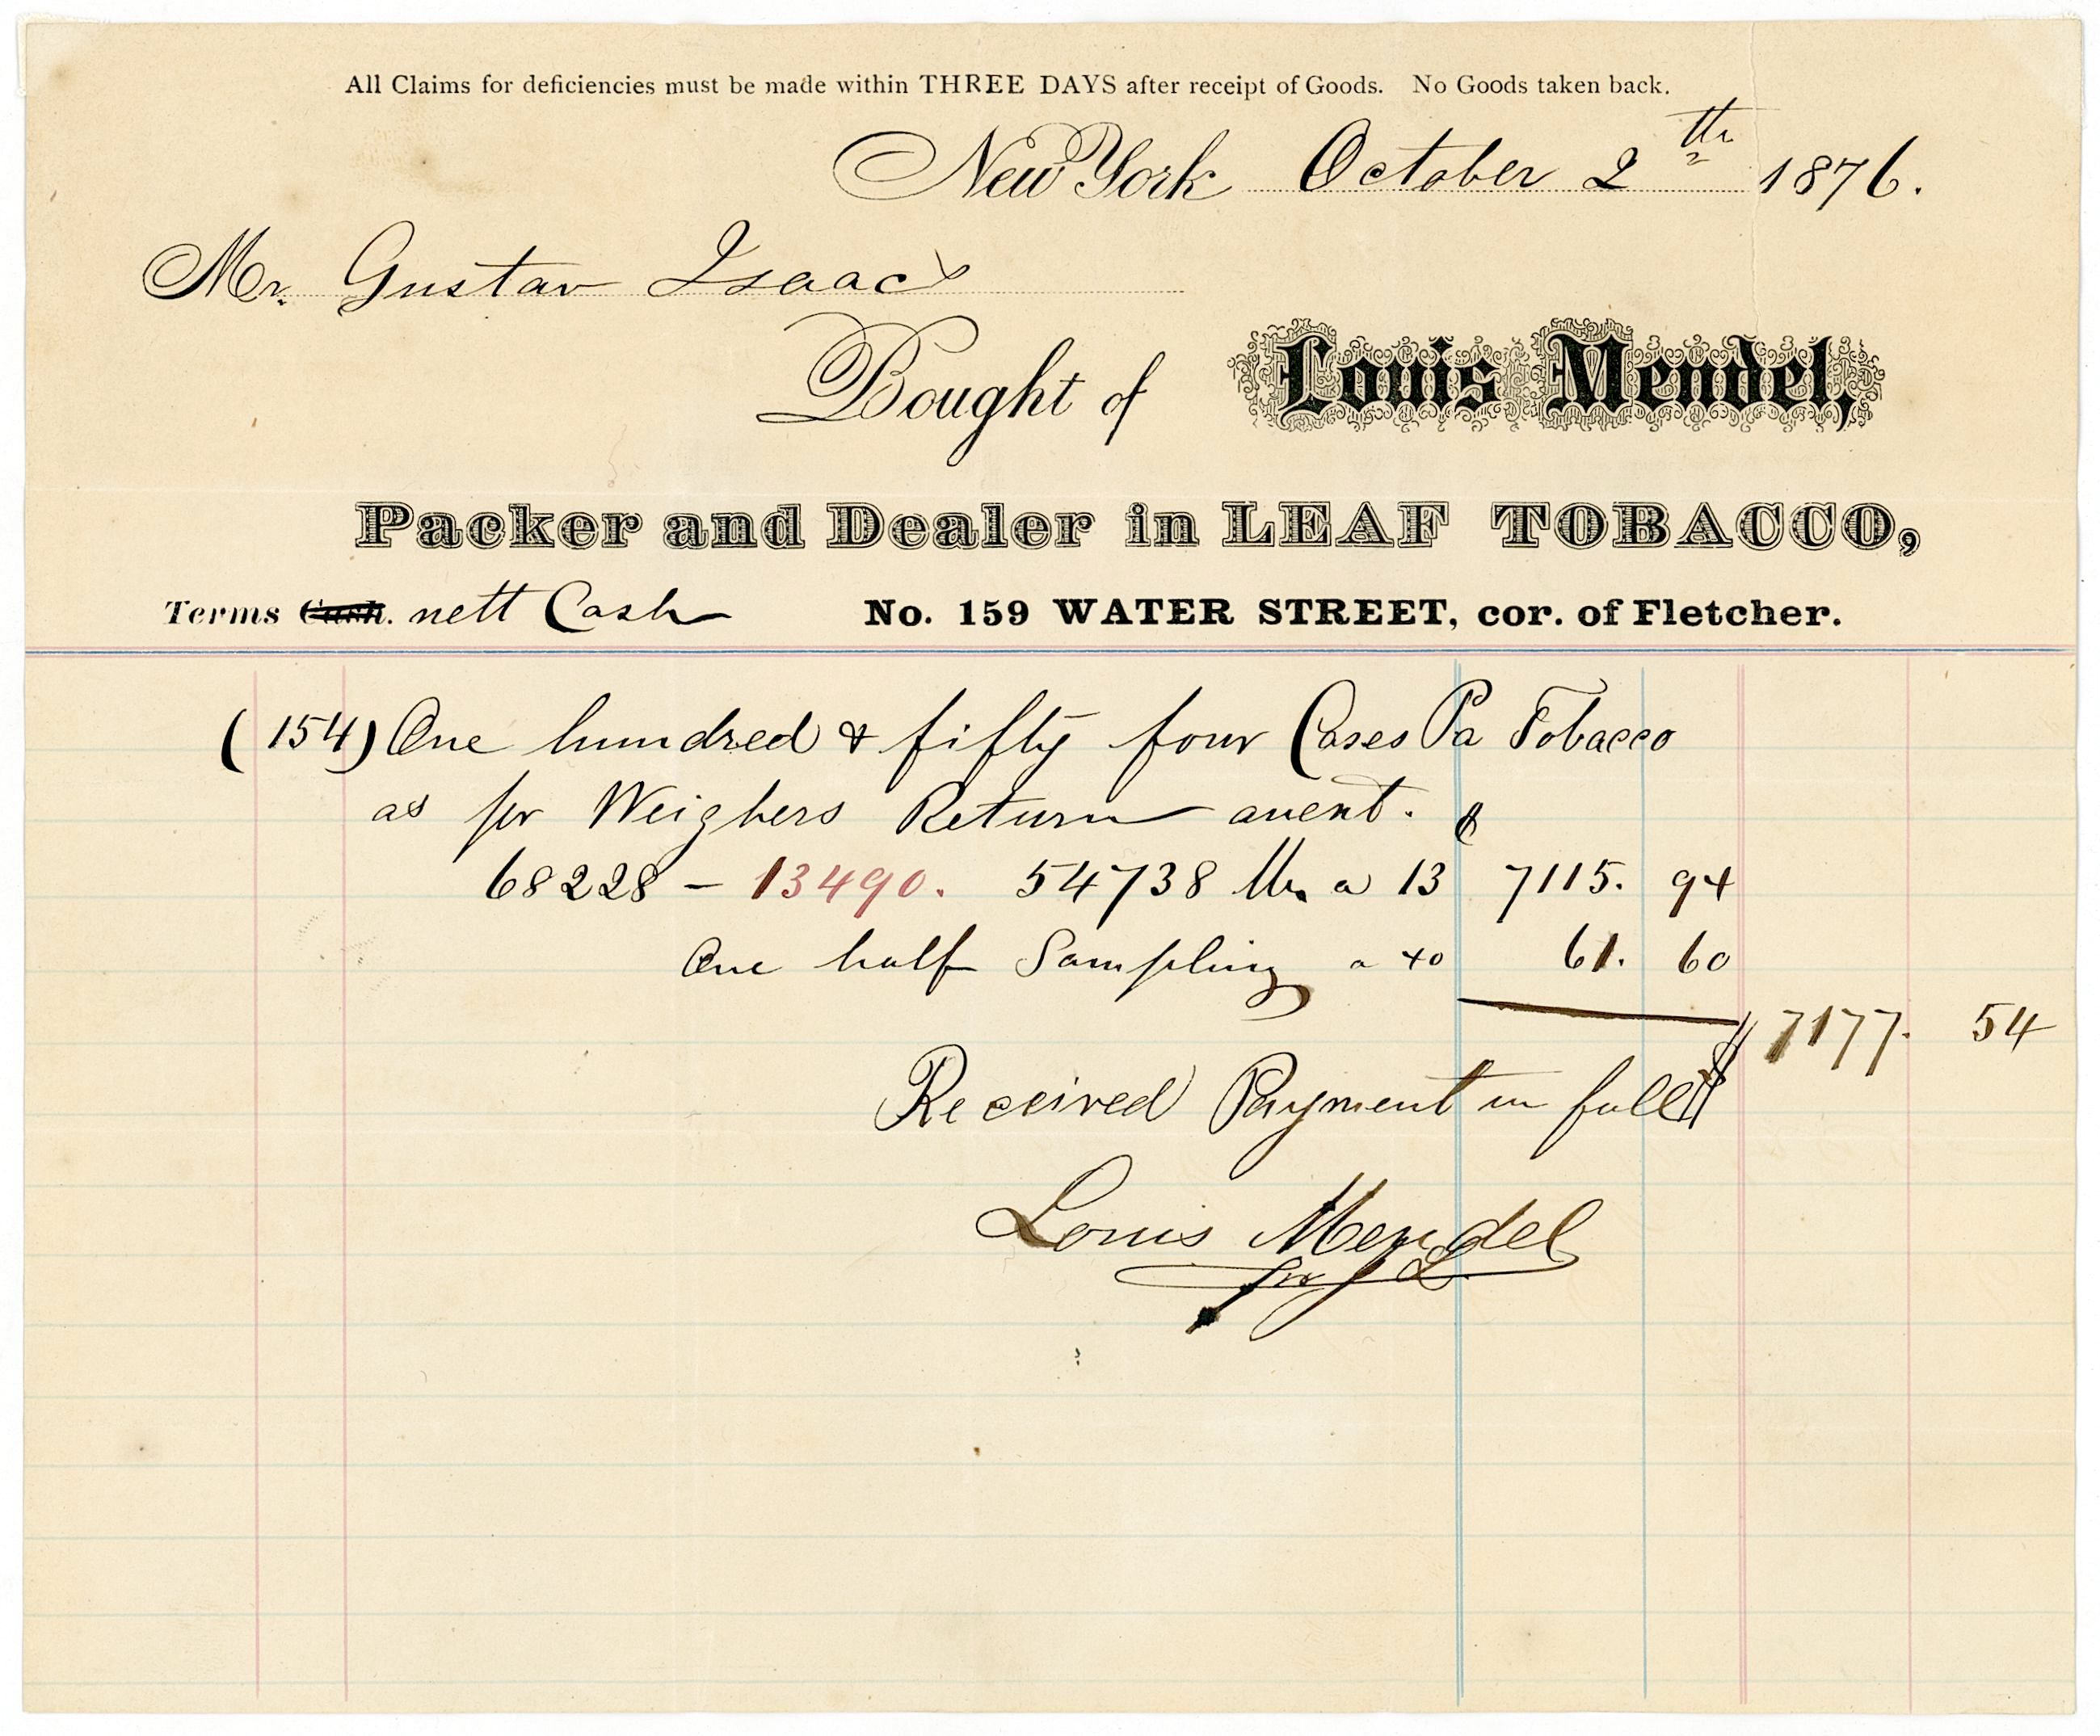 All Claims for deficiencies must be made within THREE DAYS after receipt of Goods. No Goods taken back.
New York October 2th 1876.
Mr. Gustav Isaacs
Bought of Louis Mendel,
Packer and Dealer in LEAF TOBACCO,
Terms Cash. nett Cash No. 159 WATER STREET, cor. of Fletcher.
(154) One hundred & fifty four Cases Pa Tobacco
as per Weighers Return anent.
68228 – 13490. 54738 lbs a 13 7115. 94
One half Sampling a 40 61. 60
$ 7177. 54
Received Payment in full
Louis Mendel